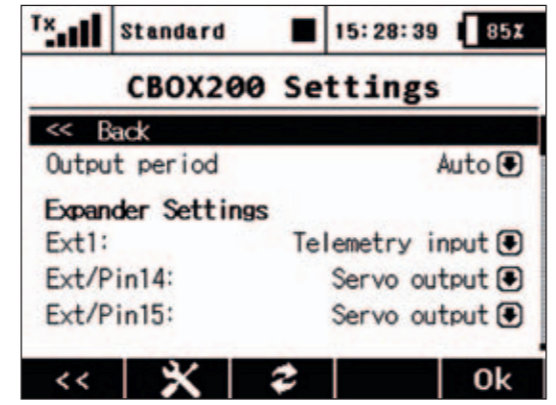 Tx Standard 15:28:39 85%
CBOX200 Settings
<< Back
Output period Auto
Expander Settings
Ext1: Telemetry input
Ext/Pin14: Servo output
Ext/Pin15: Servo output
<< Ok